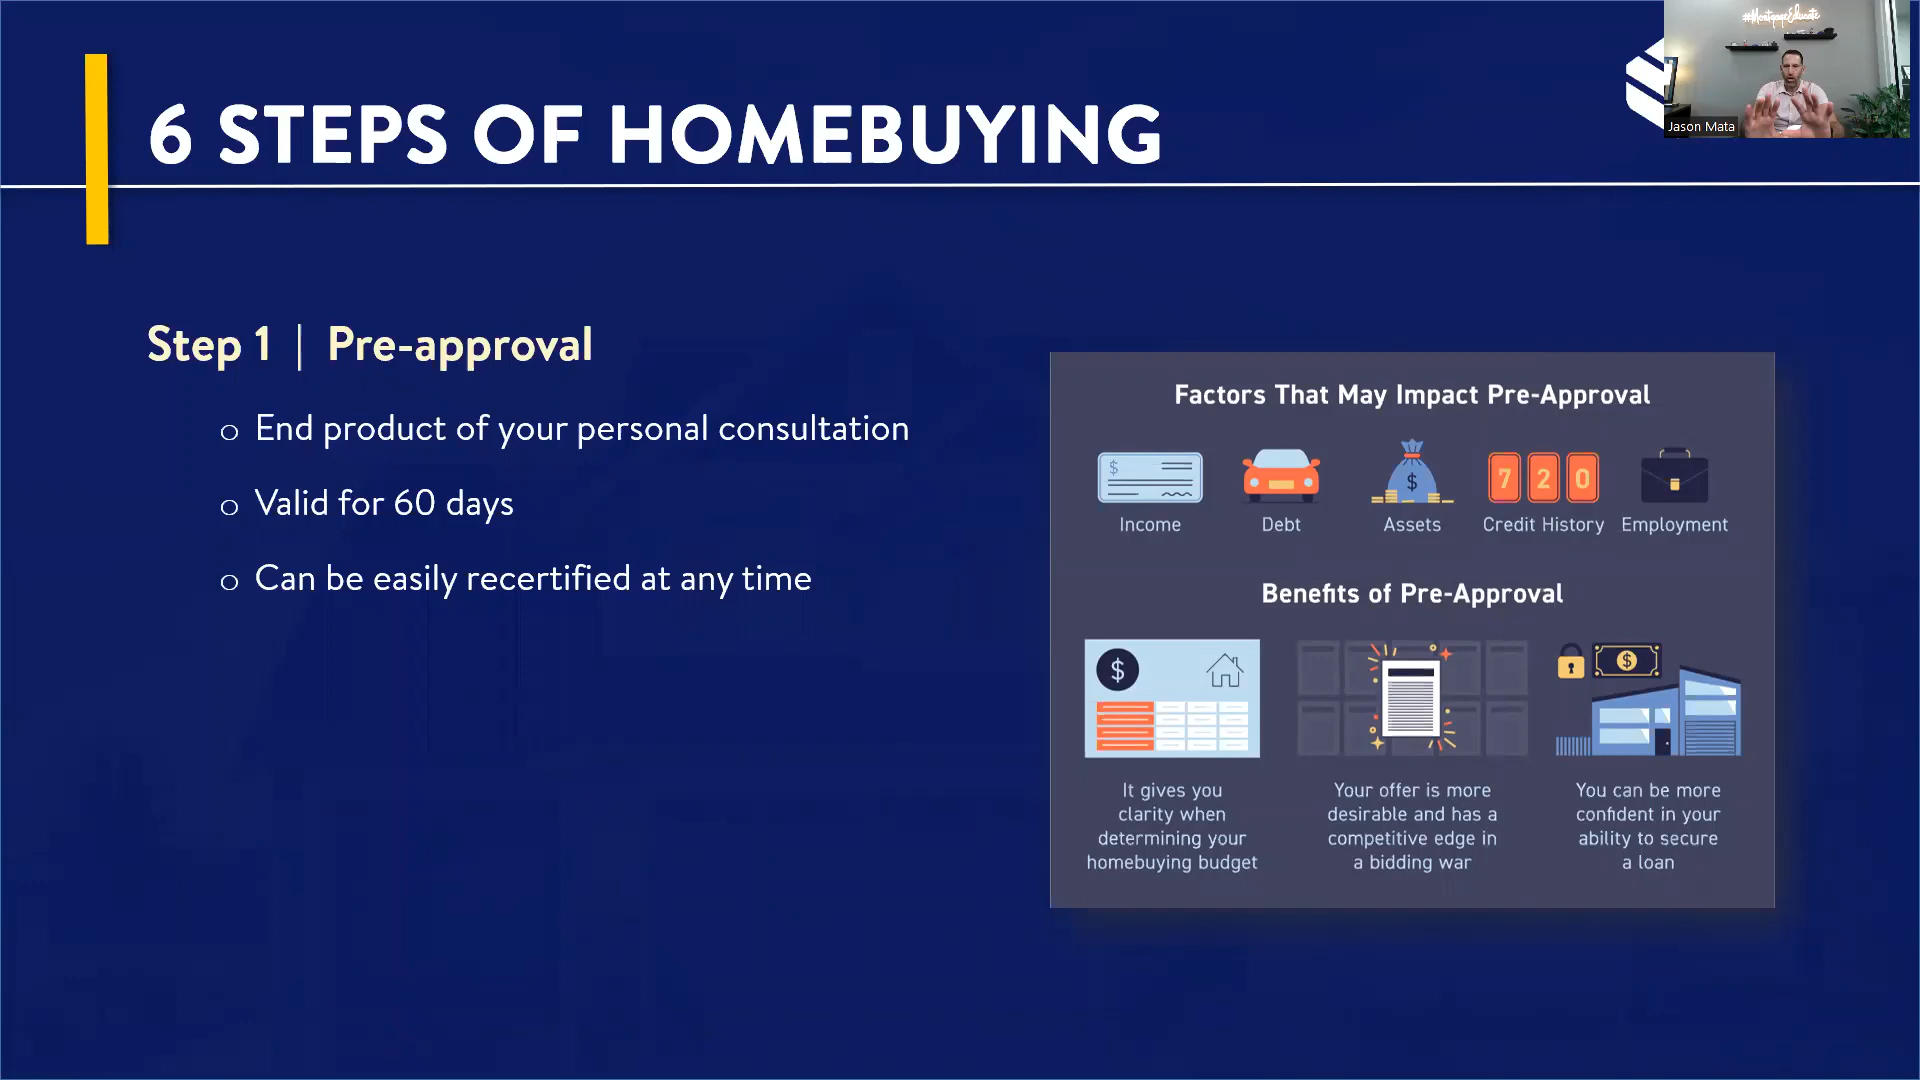 #MortgageEducate
Jason Mata
6 STEPS OF HOMEBUYING
Step 1 | Pre-approval
o End product of your personal consultation
o Valid for 60 days
o Can be easily recertified at any time
Factors That May Impact Pre-Approval
$
$
7 2 0
Income
Debt
Assets
Credit History
Employment
Benefits of Pre-Approval
$
$
It gives you
clarity when
determining your
homebuying budget
Your offer is more
desirable and has a
competitive edge in
a bidding war
You can be more
confident in your
ability to secure
a loan